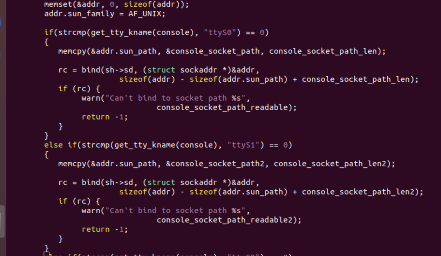 memset(&addr, 0, sizeof(addr));
addr.sun_family = AF_UNIX;
if(strcmp(get_tty_kname(console), "ttyS0") == 0)
{
memcpy(&addr.sun_path, &console_socket_path, console_socket_path_len);
rc = bind(sh->sd, (struct sockaddr *)&addr,
sizeof(addr) - sizeof(addr.sun_path) + console_socket_path_len);
if (rc) {
warn("Can't bind to socket path %s",
console_socket_path_readable);
return -1;
}
}
else if(strcmp(get_tty_kname(console), "ttyS1") == 0)
{
memcpy(&addr.sun_path, &console_socket_path2, console_socket_path_len2);
rc = bind(sh->sd, (struct sockaddr *)&addr,
sizeof(addr) - sizeof(addr.sun_path) + console_socket_path_len2);
if (rc) {
warn("Can't bind to socket path %s",
console_socket_path_readable2);
return -1;
}
}